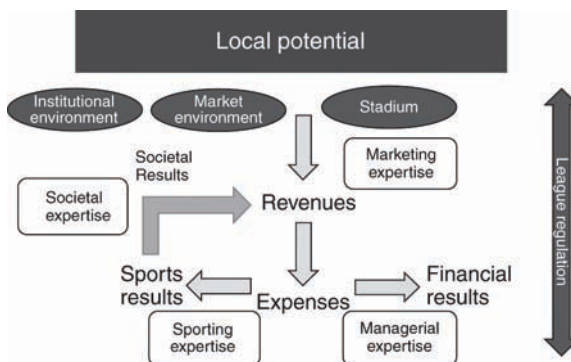 Local potential
Institutional
environment
Market
environment
Stadium
Societal
Results
Marketing
expertise
Societal
expertise
Revenues
League regulation
Sports
results
Expenses
Financial
results
Sporting
expertise
Managerial
expertise